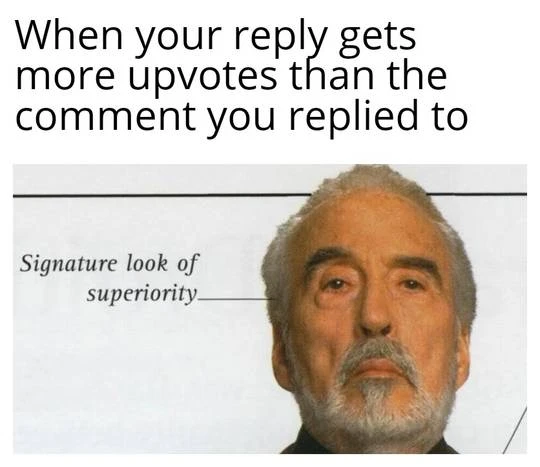 When your reply gets
more upvotes than the
comment you replied to
Signature look of
superiority